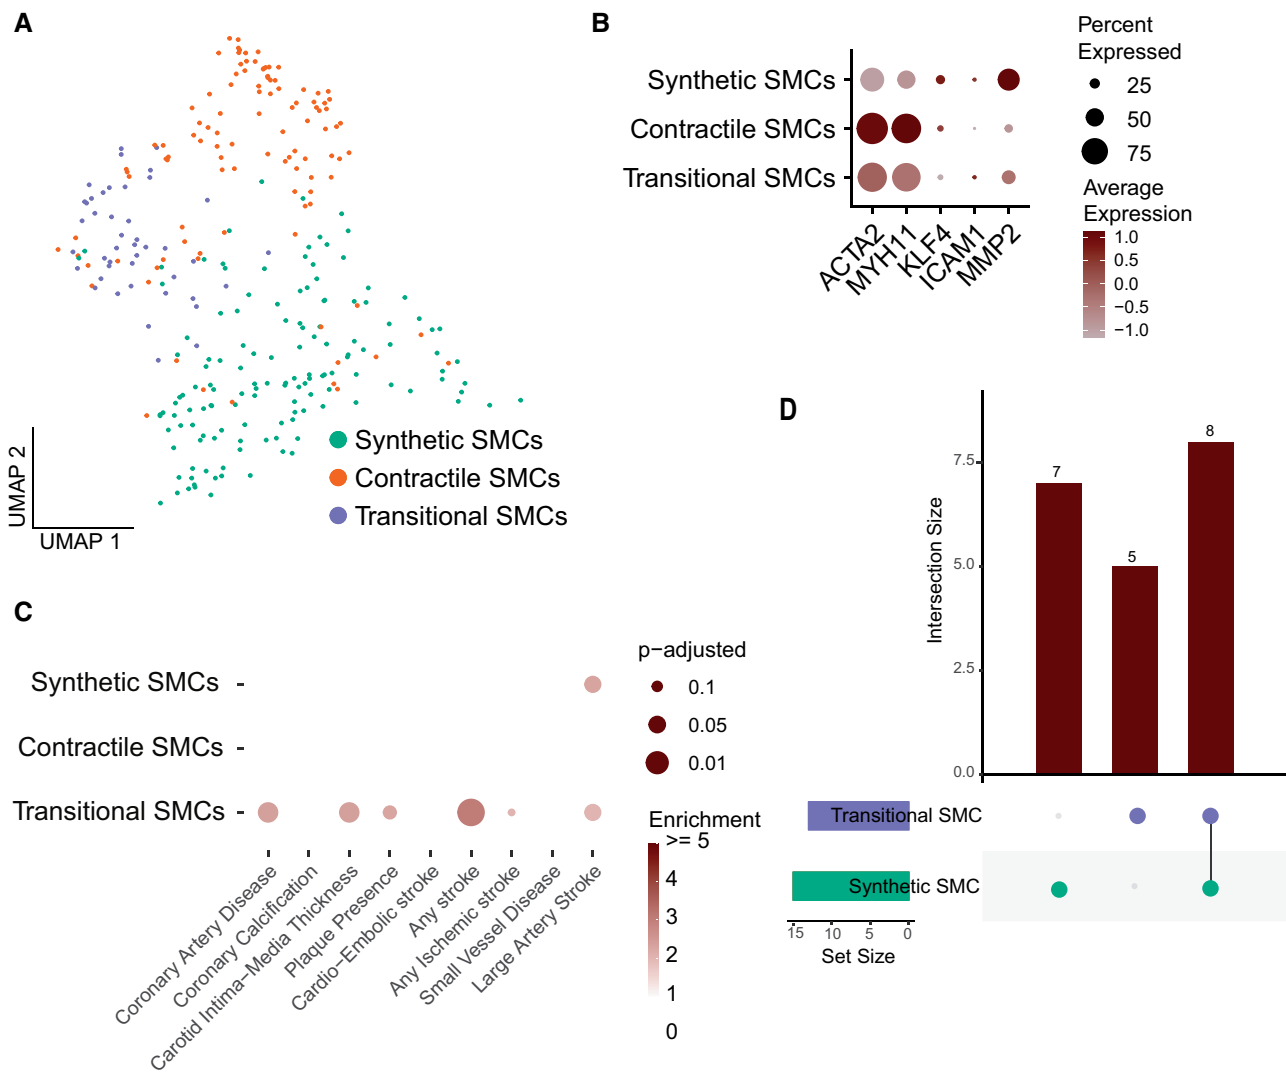 A
UMAP 2
UMAP 1
Synthetic SMCs
Contractile SMCs
Transitional SMCs
B
Synthetic SMCs
Contractile SMCs
Transitional SMCs
ACTA2
MYH11
KLF4
ICAM1
MMP2
Percent
Expressed
25
50
75
Average
Expression
1.0
0.5
0.0
−0.5
−1.0
C
Synthetic SMCs
Contractile SMCs
Transitional SMCs
Coronary Artery Disease
Coronary Calcification
Carotid Intima−Media Thickness
Plaque Presence
Cardio−Embolic stroke
Any stroke
Any Ischemic stroke
Small Vessel Disease
Large Artery Stroke
p−adjusted
0.1
0.05
0.01
Enrichment
>= 5
4
3
2
1
0
D
Intersection Size
7.5
5.0
2.5
0.0
7
5
8
Transitional SMC
Synthetic SMC
15 10 5 0
Set Size